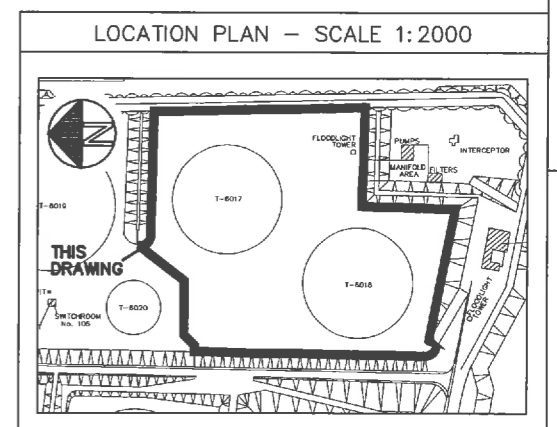 LOCATION PLAN – SCALE 1:2000
N
FLOODLIGHT
TOWER
PUMPS
INTERCEPTOR
MANIFOLD
AREA
FILTERS
T-6017
T-6019
THIS
DRAWING
T-6018
T-6020
SWITCHROOM
No. 105
FLOODLIGHT
TOWER